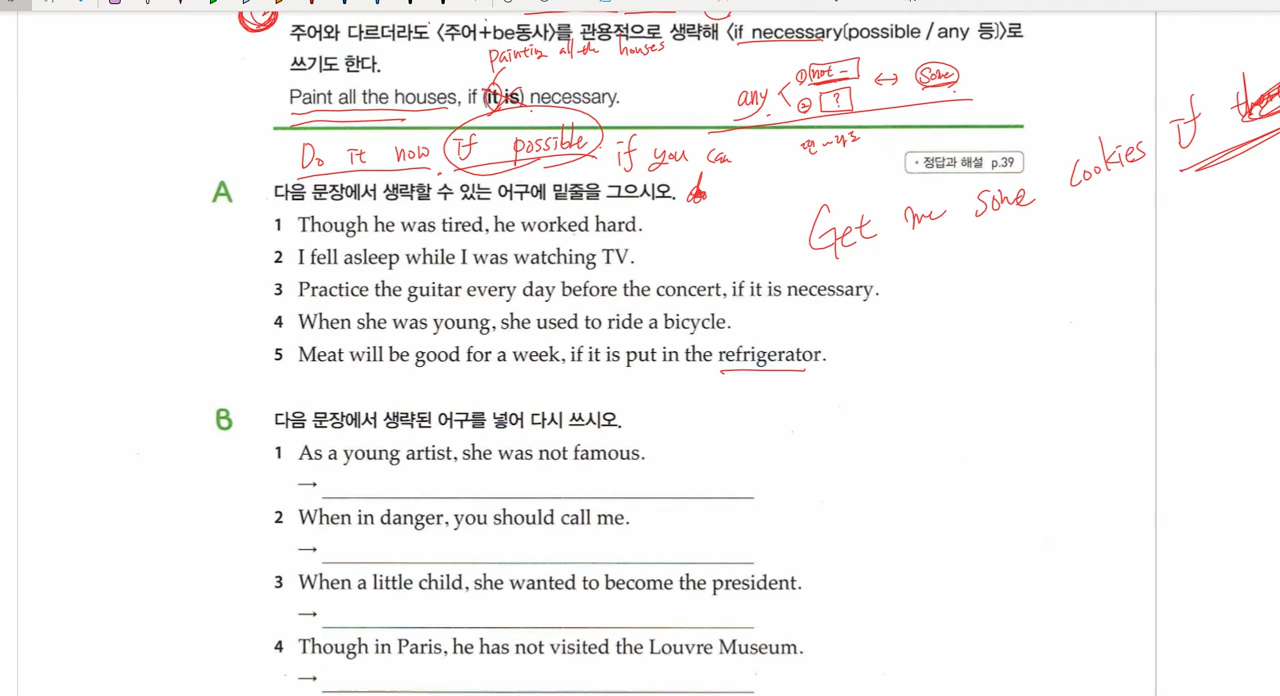 주어와 다르더라도 〈주어+be동사〉를 관용적으로 생략해 〈if necessary(possible / any 등)〉로
Painting all the houses
쓰기도 한다.
① not ↔ Some
Paint all the houses, if (it is) necessary.
any
② ?
Do it now if possible. if you can
• 정답과 해설 p.39
Get me some cookies if
A 다음 문장에서 생략할 수 있는 어구에 밑줄을 그으시오.
1 Though he was tired, he worked hard.
2 I fell asleep while I was watching TV.
3 Practice the guitar every day before the concert, if it is necessary.
4 When she was young, she used to ride a bicycle.
5 Meat will be good for a week, if it is put in the refrigerator.
B 다음 문장에서 생략된 어구를 넣어 다시 쓰시오.
1 As a young artist, she was not famous.
→
2 When in danger, you should call me.
→
3 When a little child, she wanted to become the president.
→
4 Though in Paris, he has not visited the Louvre Museum.
→